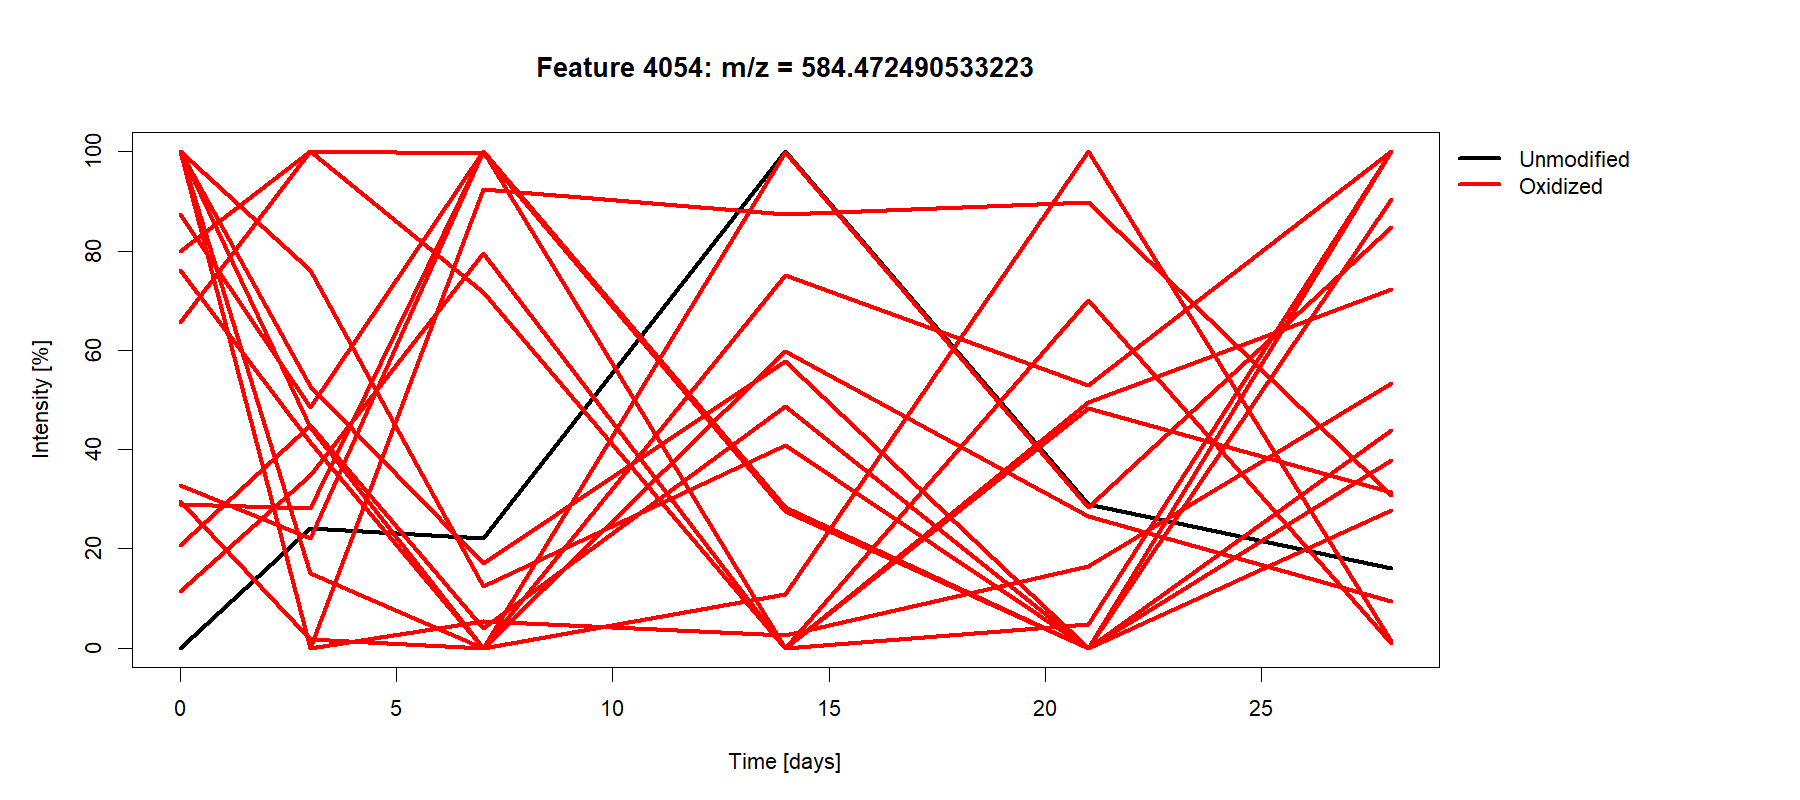 Feature 4054: m/z = 584.472490533223
Unmodified
Oxidized
Intensity [%]
100
80
60
40
20
0
0 5 10 15 20 25
Time [days]